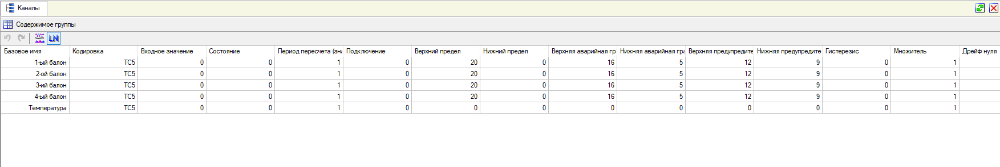 Каналы
Содержимое группы
Базовое имя Кодировка Входное значение Состояние Период пересчета (зна Подключение Верхний предел Нижний предел Верхняя аварийная гр Нижняя аварийная гра Верхняя предупредите Нижняя предупредите Гистерезис Множитель Дрейф нуля
1-ый балон ТС5 0 0 1 0 20 0 16 5 12 9 0 1
2-ой балон ТС5 0 0 1 0 20 0 16 5 12 9 0 1
3-ий балон ТС5 0 0 1 0 20 0 16 5 12 9 0 1
4-ый балон ТС5 0 0 1 0 20 0 16 5 12 9 0 1
Температура ТС5 0 0 1 0 0 0 0 0 0 0 0 1